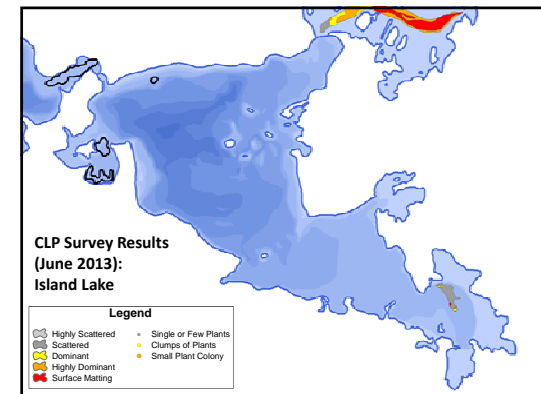 CLP Survey Results
(June 2013):
Island Lake
Legend
Highly Scattered
Scattered
Dominant
Highly Dominant
Surface Matting
Single or Few Plants
Clumps of Plants
Small Plant Colony